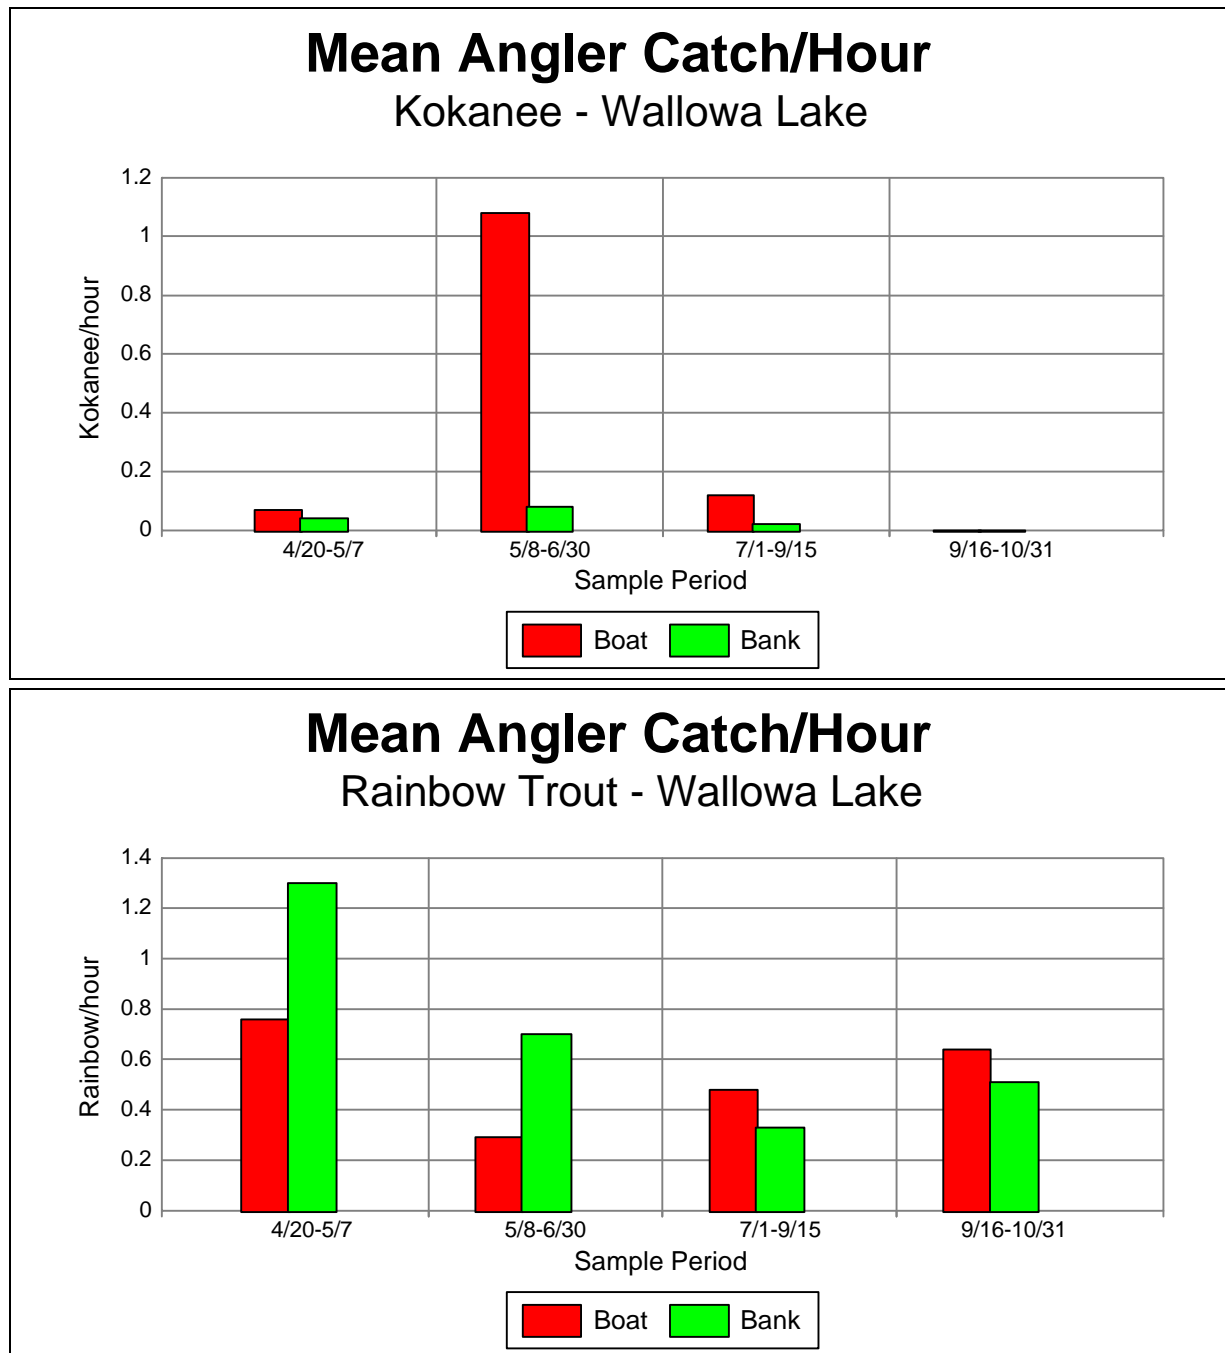 Mean Angler Catch/Hour
Kokanee - Wallowa Lake
1.2
1
0.8
0.6
0.4
0.2
0
Kokanee/hour
4/20-5/7 5/8-6/30 7/1-9/15 9/16-10/31
Sample Period
Boat Bank
Mean Angler Catch/Hour
Rainbow Trout - Wallowa Lake
1.4
1.2
1
0.8
0.6
0.4
0.2
0
Rainbow/hour
4/20-5/7 5/8-6/30 7/1-9/15 9/16-10/31
Sample Period
Boat Bank